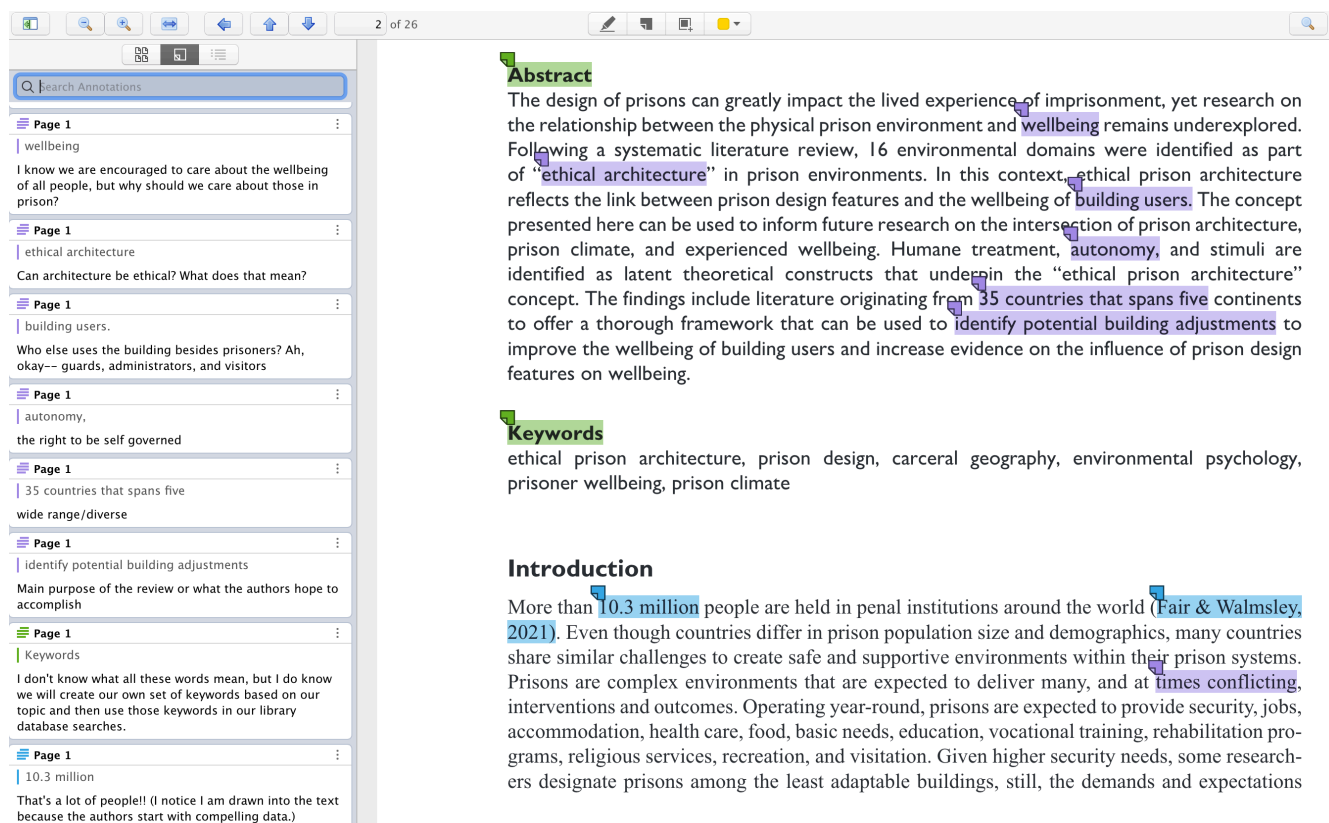 2 of 26
Search Annotations
Page 1
wellbeing
I know we are encouraged to care about the wellbeing
of all people, but why should we care about those in
prison?
Page 1
ethical architecture
Can architecture be ethical? What does that mean?
Page 1
building users.
Who else uses the building besides prisoners? Ah,
okay-- guards, administrators, and visitors
Page 1
autonomy,
the right to be self governed
Page 1
35 countries that spans five
wide range/diverse
Page 1
identify potential building adjustments
Main purpose of the review or what the authors hope to
accomplish
Page 1
Keywords
I don't know what all these words mean, but I do know
we will create our own set of keywords based on our
topic and then use those keywords in our library
database searches.
Page 1
10.3 million
That's a lot of people!! (I notice I am drawn into the text
because the authors start with compelling data.)
Abstract
The design of prisons can greatly impact the lived experience of imprisonment, yet research on
the relationship between the physical prison environment and wellbeing remains underexplored.
Following a systematic literature review, 16 environmental domains were identified as part
of “ethical architecture” in prison environments. In this context, ethical prison architecture
reflects the link between prison design features and the wellbeing of building users. The concept
presented here can be used to inform future research on the intersection of prison architecture,
prison climate, and experienced wellbeing. Humane treatment, autonomy, and stimuli are
identified as latent theoretical constructs that underpin the “ethical prison architecture”
concept. The findings include literature originating from 35 countries that spans five continents
to offer a thorough framework that can be used to identify potential building adjustments to
improve the wellbeing of building users and increase evidence on the influence of prison design
features on wellbeing.
Keywords
ethical prison architecture, prison design, carceral geography, environmental psychology,
prisoner wellbeing, prison climate
Introduction
More than 10.3 million people are held in penal institutions around the world (Fair & Walmsley,
2021). Even though countries differ in prison population size and demographics, many countries
share similar challenges to create safe and supportive environments within their prison systems.
Prisons are complex environments that are expected to deliver many, and at times conflicting,
interventions and outcomes. Operating year-round, prisons are expected to provide security, jobs,
accommodation, health care, food, basic needs, education, vocational training, rehabilitation pro-
grams, religious services, recreation, and visitation. Given higher security needs, some research-
ers designate prisons among the least adaptable buildings, still, the demands and expectations